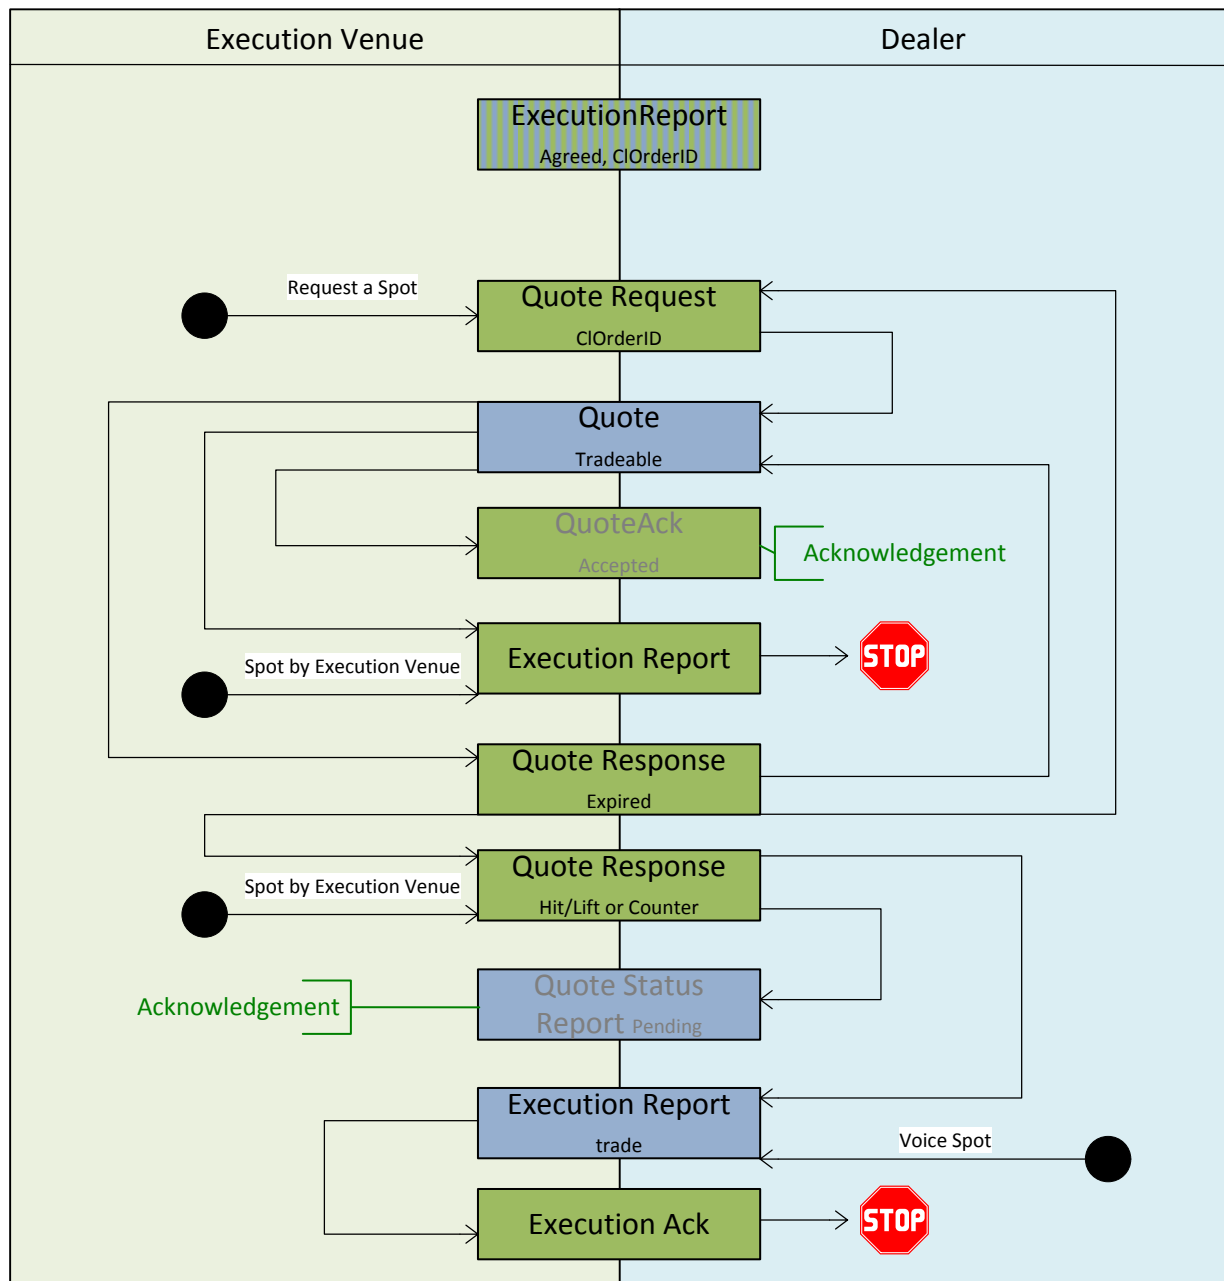 Execution Venue
Dealer
ExecutionReport
Agreed, ClOrderID
Request a Spot
Quote Request
ClOrderID
Quote
Tradeable
QuoteAck
Accepted
Acknowledgement
Execution Report
STOP
Spot by Execution Venue
Quote Response
Expired
Quote Response
Hit/Lift or Counter
Spot by Execution Venue
Quote Status
Report Pending
Acknowledgement
Execution Report
trade
Voice Spot
Execution Ack
STOP